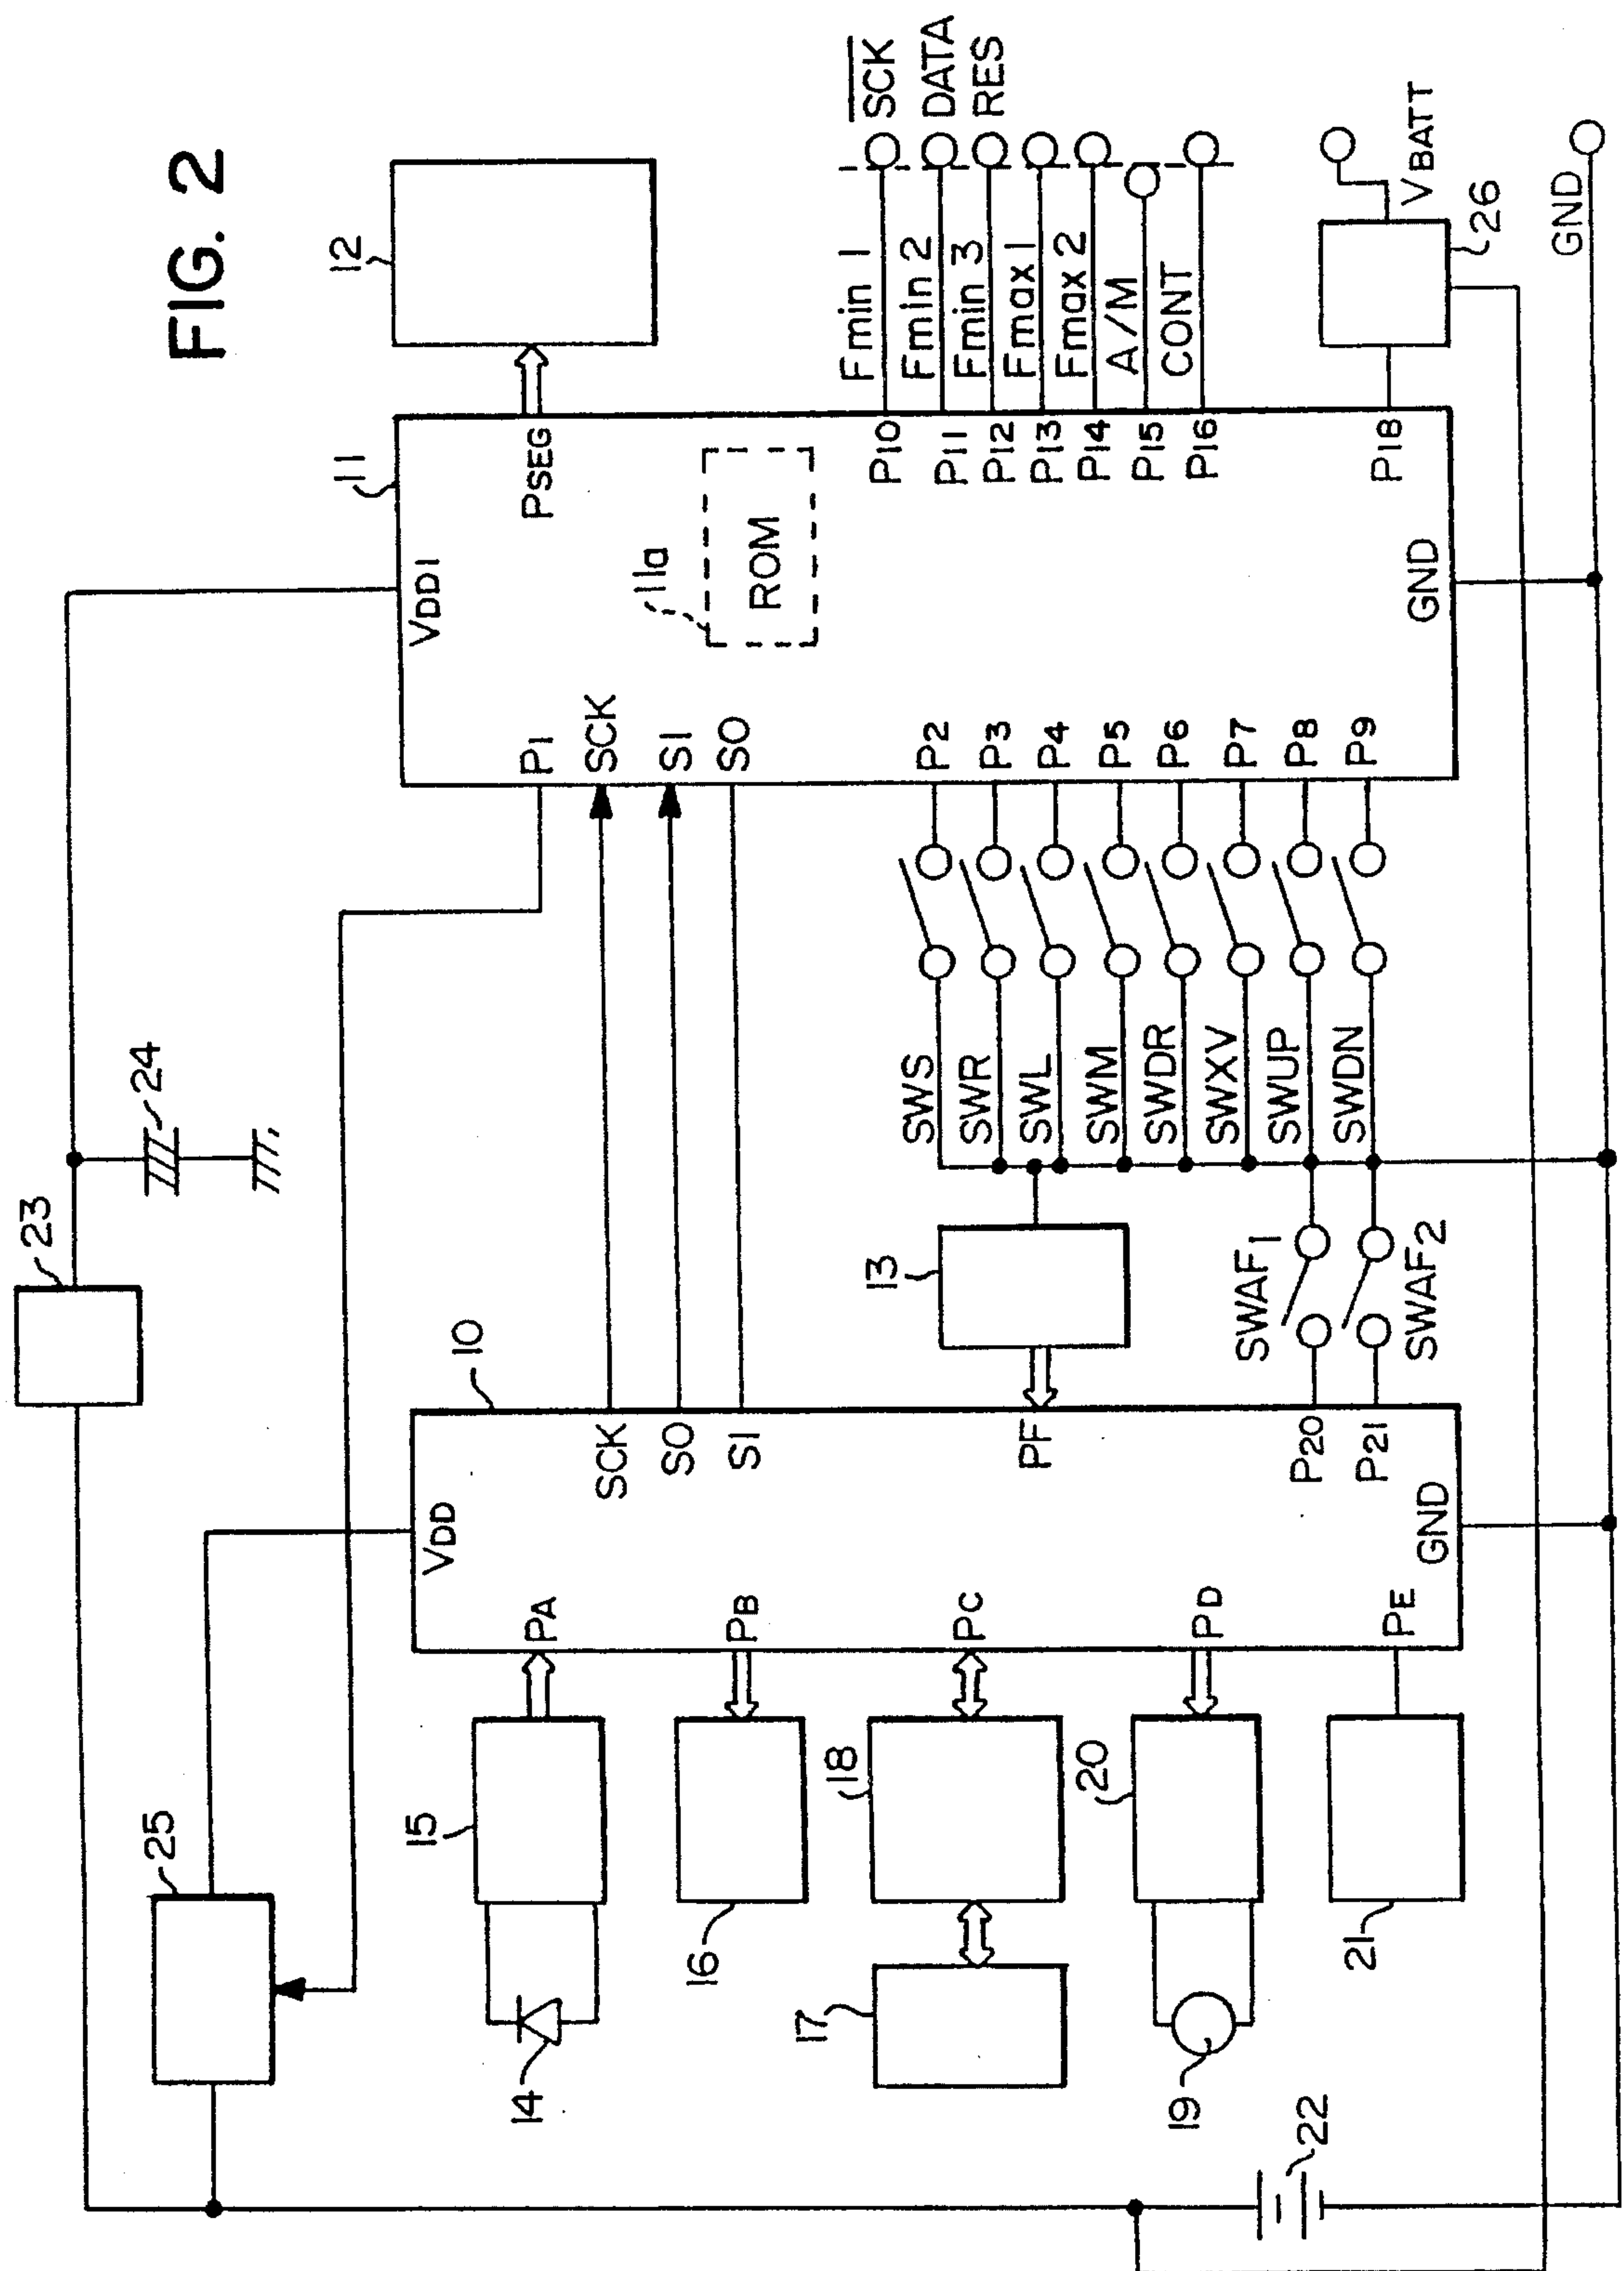 FIG. 2
23
24
25
22
10
VDD
PA
PB
PC
PD
PE
GND
SCK
SO
SI
PF
P20
P21
14
15
16
17
18
19
20
21
13
SWAF1
SWAF2
SWS
SWR
SWL
SWM
SWDR
SWXV
SWUP
SWDN
11
VDD1
P1
SCK
SI
SO
P2
P3
P4
P5
P6
P7
P8
P9
11a
ROM
PSEG
P10
P11
P12
P13
P14
P15
P16
P18
GND
12
Fmin 1
Fmin 2
Fmin 3
Fmax 1
Fmax 2
A/M
CONT
SCK
DATA
RES
VBATT
26
GND